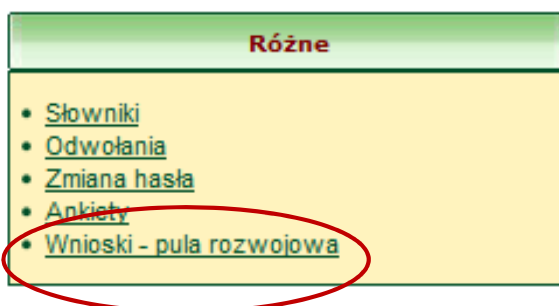 Różne
• Słowniki
• Odwołania
• Zmiana hasła
• Ankiety
• Wnioski - pula rozwojowa